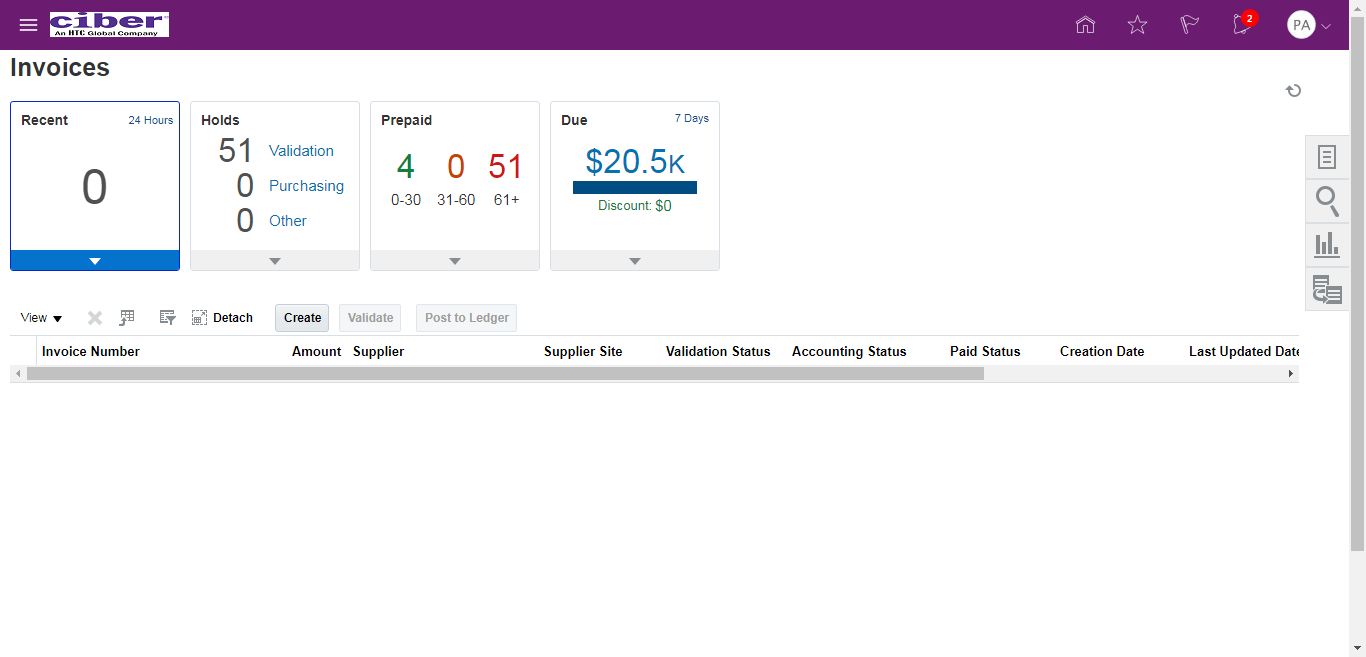 ciber
An HTC Global Company
2
PA
Invoices
Recent 24 Hours
0
Holds
51 Validation
0 Purchasing
0 Other
Prepaid
4 0 51
0-30 31-60 61+
Due 7 Days
$20.5K
Discount: $0
View Detach Create Validate Post to Ledger
Invoice Number Amount Supplier Supplier Site Validation Status Accounting Status Paid Status Creation Date Last Updated Date